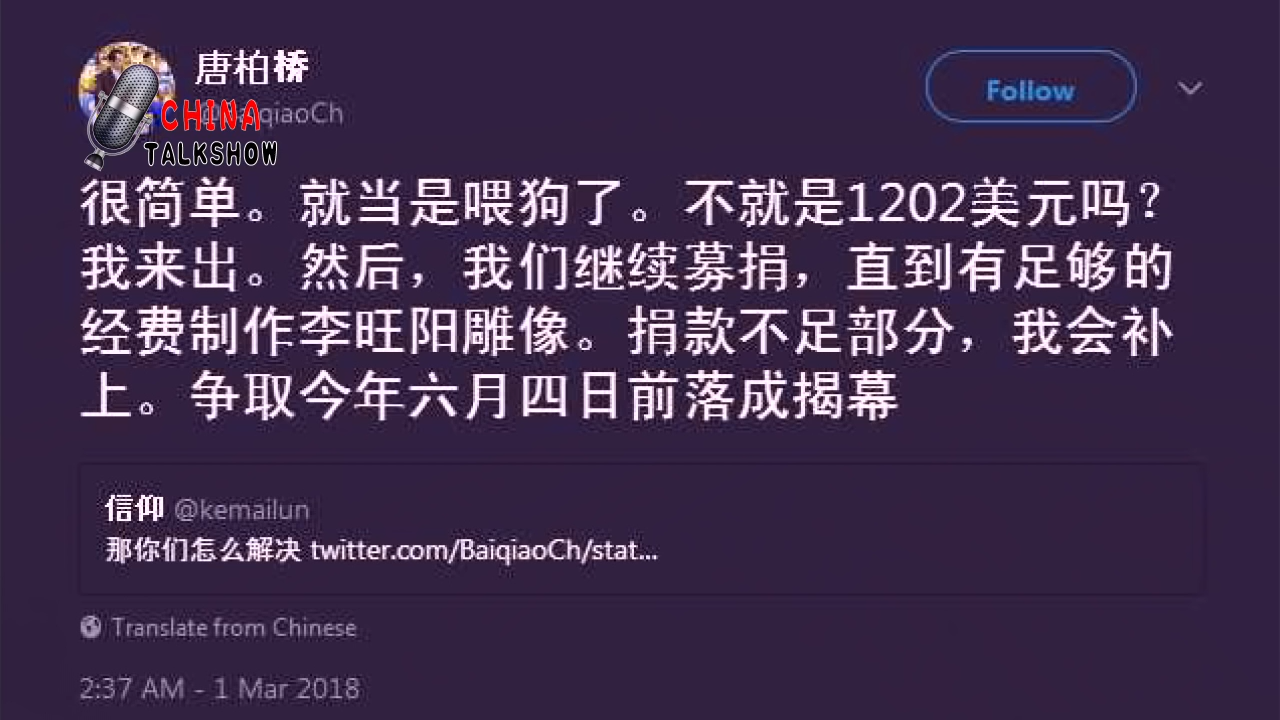 唐柏桥
CHINA
@BaiqiaoCh
TALKSHOW
Follow
很简单。就当是喂狗了。不就是1202美元吗？
我来出。然后，我们继续募捐，直到有足够的
经费制作李旺阳雕像。捐款不足部分，我会补
上。争取今年六月四日前落成揭幕
信仰 @kemailun
那你们怎么解决 twitter.com/BaiqiaoCh/stat...
Translate from Chinese
2:37 AM - 1 Mar 2018